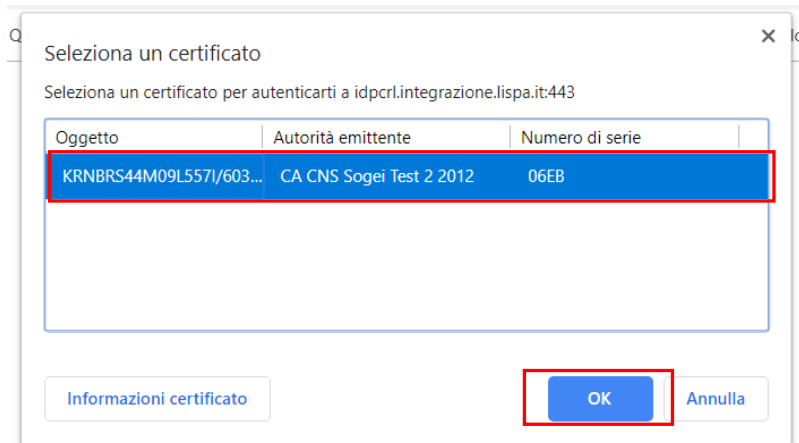 Q
Seleziona un certificato
Seleziona un certificato per autenticarti a idpcrl.integrazione.lispa.it:443
Oggetto Autorità emittente Numero di serie
KRNBRS44M09L557I/603... CA CNS Sogei Test 2 2012 06EB
Informazioni certificato OK Annulla